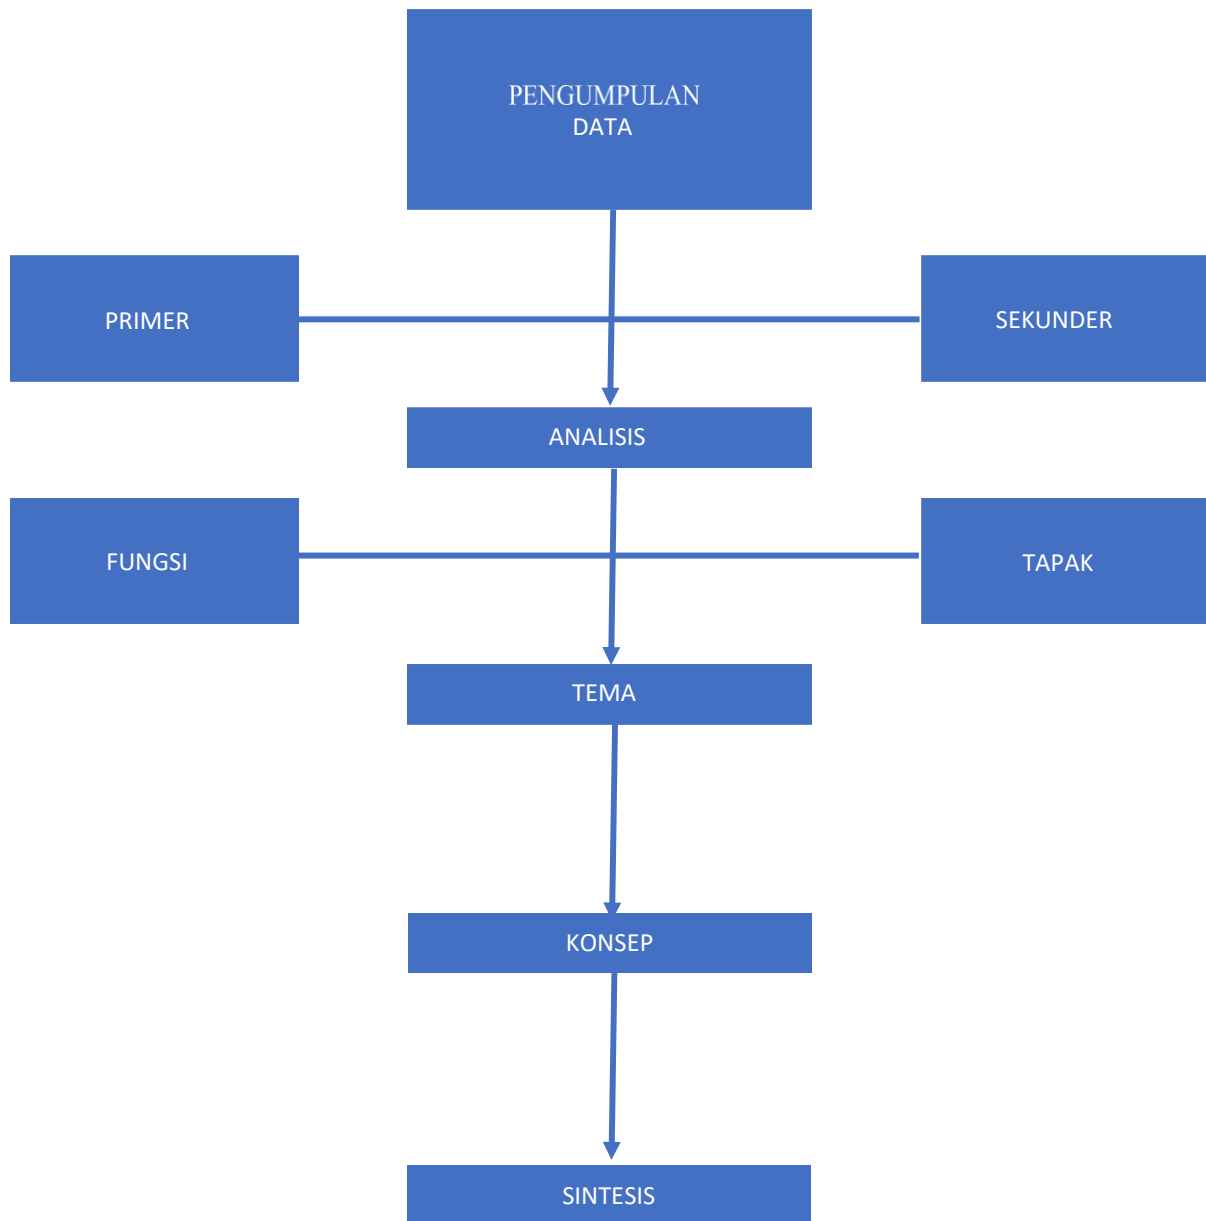 PENGUMPULAN
DATA
PRIMER
SEKUNDER
ANALISIS
FUNGSI
TAPAK
TEMA
KONSEP
SINTESIS